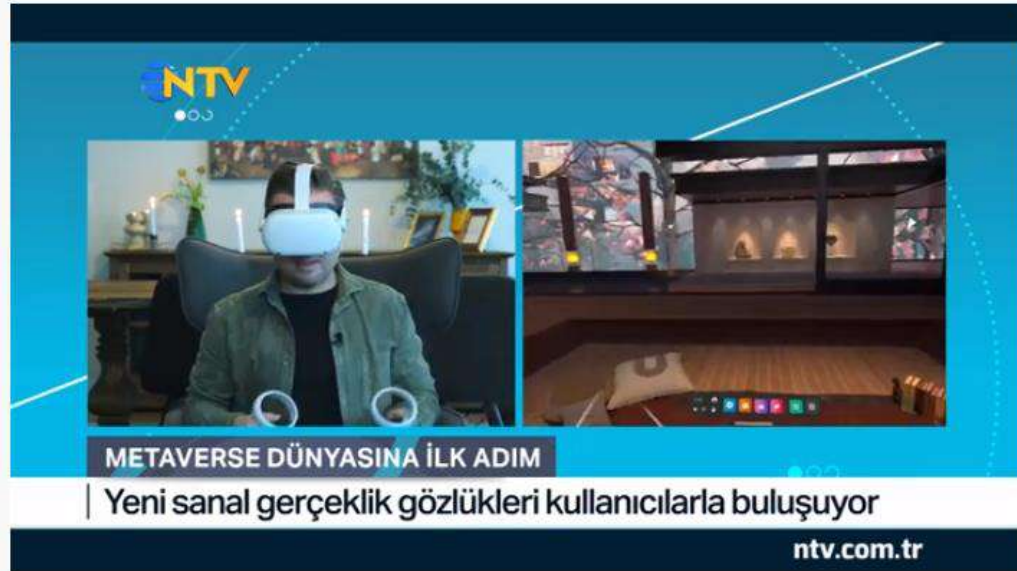 NTV
METAVERSE DÜNYASINA İLK ADIM
Yeni sanal gerçeklik gözlükleri kullanıcılarla buluşuyor
ntv.com.tr